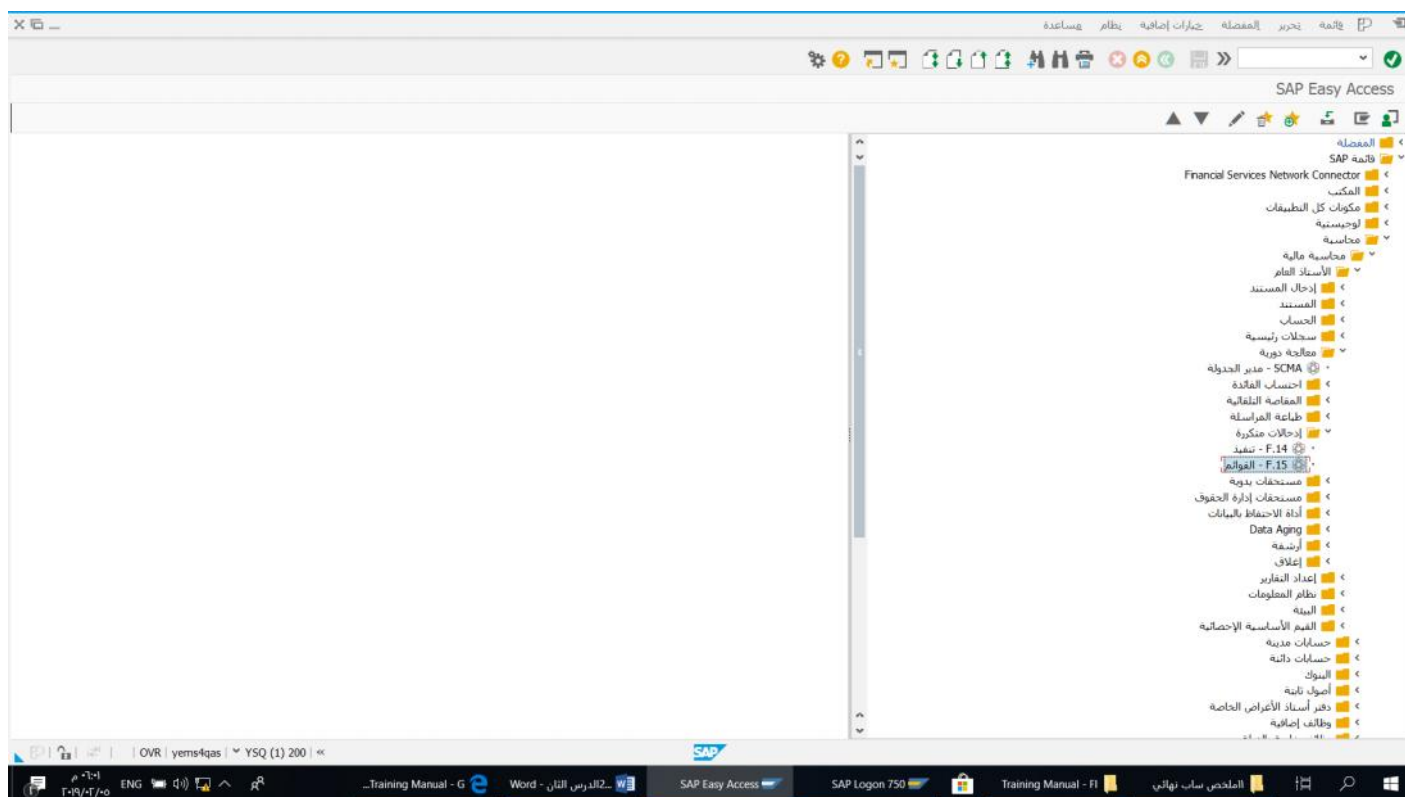 قائمة تحرير المفضلة خيارات إضافية نظام مساعدة
SAP Easy Access
المفضلة
قائمة SAP
Financial Services Network Connector
المكتب
مكونات كل التطبيقات
لوجيستية
محاسبة
محاسبة مالية
الأستاذ العام
إدخال المستند
المستند
الحساب
سجلات رئيسية
معالجة دورية
SCMA - مدير الجدولة
احتساب الفائدة
المقاصة التلقائية
طباعة المراسلة
إدخالات متكررة
F.14 - تنفيذ
F.15 - القوائم
مستحقات يدوية
مستحقات إدارة الحقوق
أداة الاحتفاظ بالبيانات
Data Aging
أرشفة
إغلاق
إعداد التقارير
نظام المعلومات
البيئة
القيم الأساسية الإحصائية
حسابات مدينة
حسابات دائنة
البنوك
أصول ثابتة
دفتر أستاذ الأغراض الخاصة
وظائف إضافية
SAP
YSQ (1) 200 | yems4qas | OVR
الملخص ساب نهائي
Training Manual - FI
SAP Logon 750
SAP Easy Access
2الدرس الثان... - Word
Training Manual - G...
ENG
٠٦:٠٦ م
٢٠١٩/٠٢/٠٥